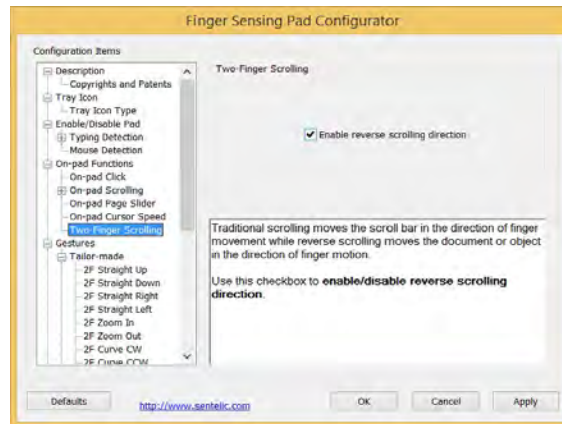 Finger Sensing Pad Configurator
Configuration Items
Description
Copyrights and Patents
Tray Icon
Tray Icon Type
Enable/Disable Pad
Typing Detection
Mouse Detection
On-pad Functions
On-pad Click
On-pad Scrolling
On-pad Page Slider
On-pad Cursor Speed
Two-Finger Scrolling
Gestures
Tailor-made
2F Straight Up
2F Straight Down
2F Straight Right
2F Straight Left
2F Zoom In
2F Zoom Out
2F Curve CW
2F Curve CCW
Two-Finger Scrolling
Enable reverse scrolling direction
Traditional scrolling moves the scroll bar in the direction of finger
movement while reverse scrolling moves the document or object
in the direction of finger motion.
Use this checkbox to enable/disable reverse scrolling
direction.
Defaults
http://www.sentelic.com
OK
Cancel
Apply